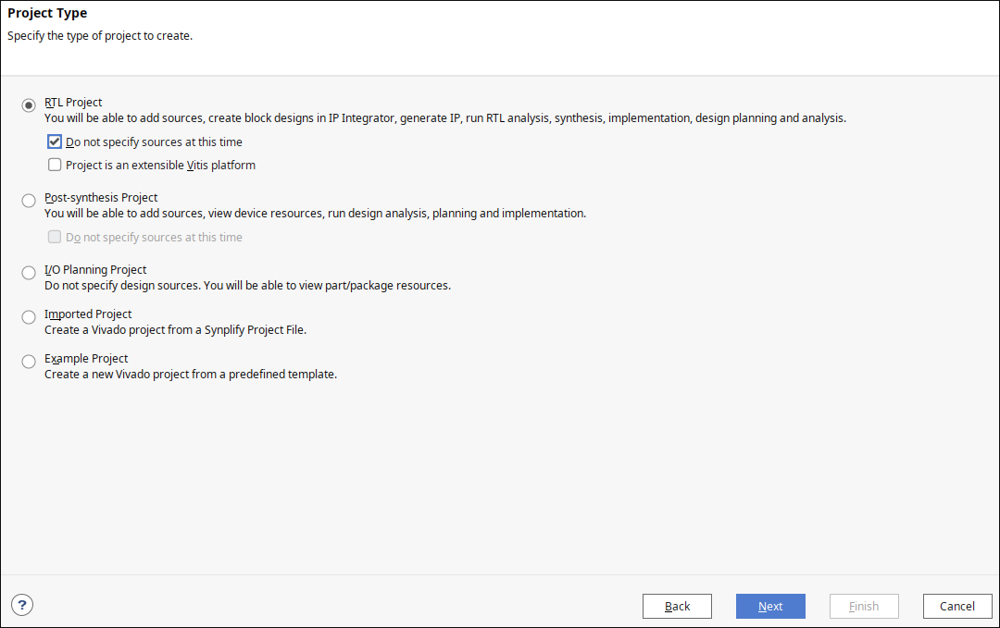 Project Type
Specify the type of project to create.
RTL Project
You will be able to add sources, create block designs in IP Integrator, generate IP, run RTL analysis, synthesis, implementation, design planning and analysis.
Do not specify sources at this time
Project is an extensible Vitis platform
Post-synthesis Project
You will be able to add sources, view device resources, run design analysis, planning and implementation.
Do not specify sources at this time
I/O Planning Project
Do not specify design sources. You will be able to view part/package resources.
Imported Project
Create a Vivado project from a Synplify Project File.
Example Project
Create a new Vivado project from a predefined template.
? Back Next Finish Cancel